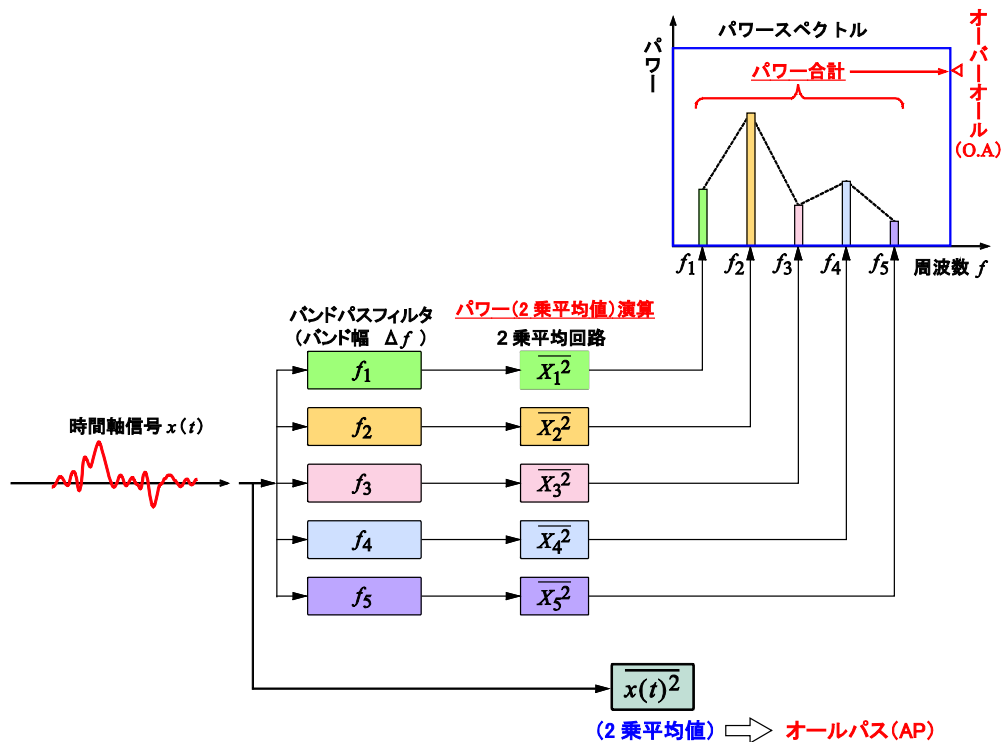 パワースペクトル
パワー
パワー合計
オーバーオール
(O.A)
f1 f2 f3 f4 f5 周波数 f
バンドパスフィルタ
(バンド幅 Δf)
パワー(2乗平均値)演算
2乗平均回路
f1
X1²
f2
X2²
f3
X3²
f4
X4²
f5
X5²
時間軸信号 x(t)
x(t)²
(2乗平均値)
オールパス(AP)